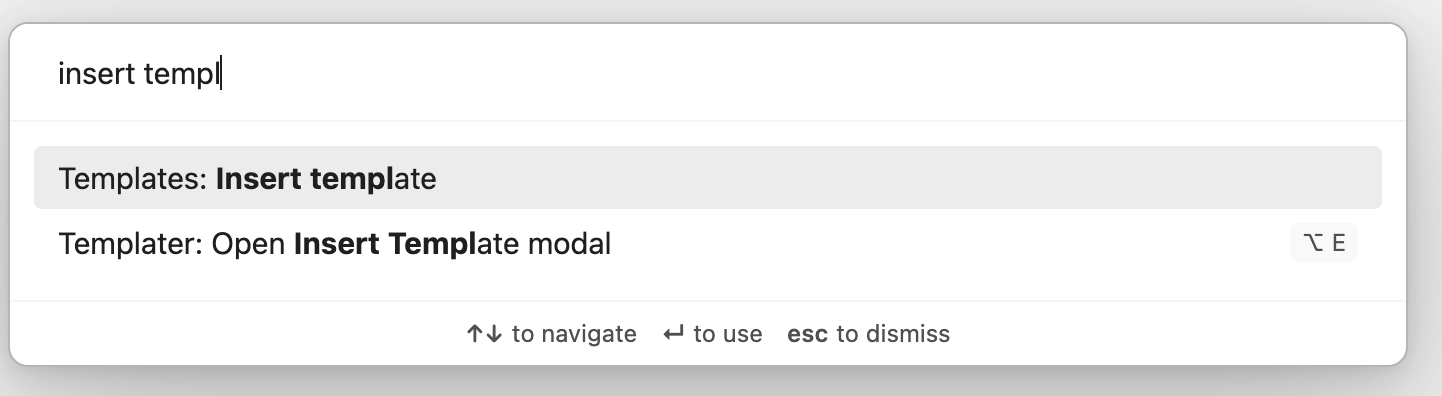 insert templ
Templates: Insert template
Templater: Open Insert Template modal ⌥ E
↑↓ to navigate ↵ to use esc to dismiss